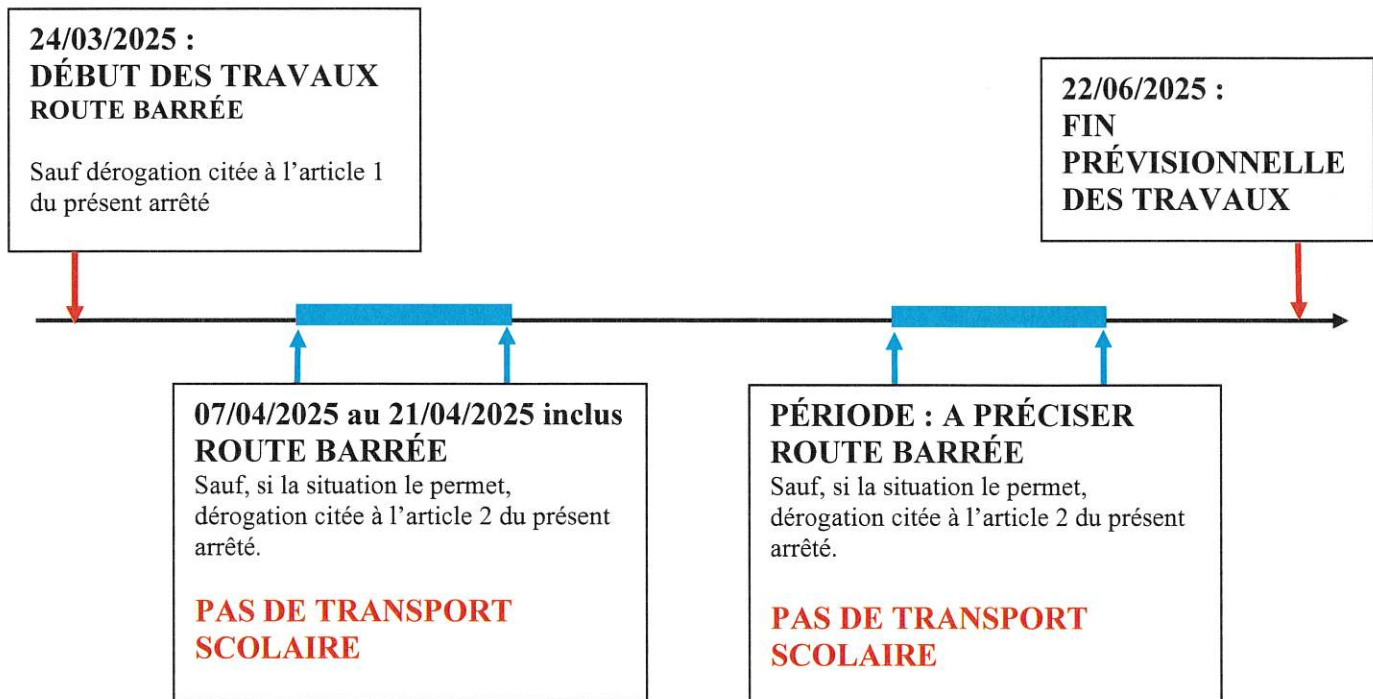 24/03/2025 :
DÉBUT DES TRAVAUX
ROUTE BARRÉE
Sauf dérogation citée à l’article 1
du présent arrêté
22/06/2025 :
FIN
PRÉVISIONNELLE
DES TRAVAUX
07/04/2025 au 21/04/2025 inclus
ROUTE BARRÉE
Sauf, si la situation le permet,
dérogation citée à l’article 2 du présent
arrêté.
PAS DE TRANSPORT
SCOLAIRE
PÉRIODE : A PRÉCISER
ROUTE BARRÉE
Sauf, si la situation le permet,
dérogation citée à l’article 2 du présent
arrêté.
PAS DE TRANSPORT
SCOLAIRE